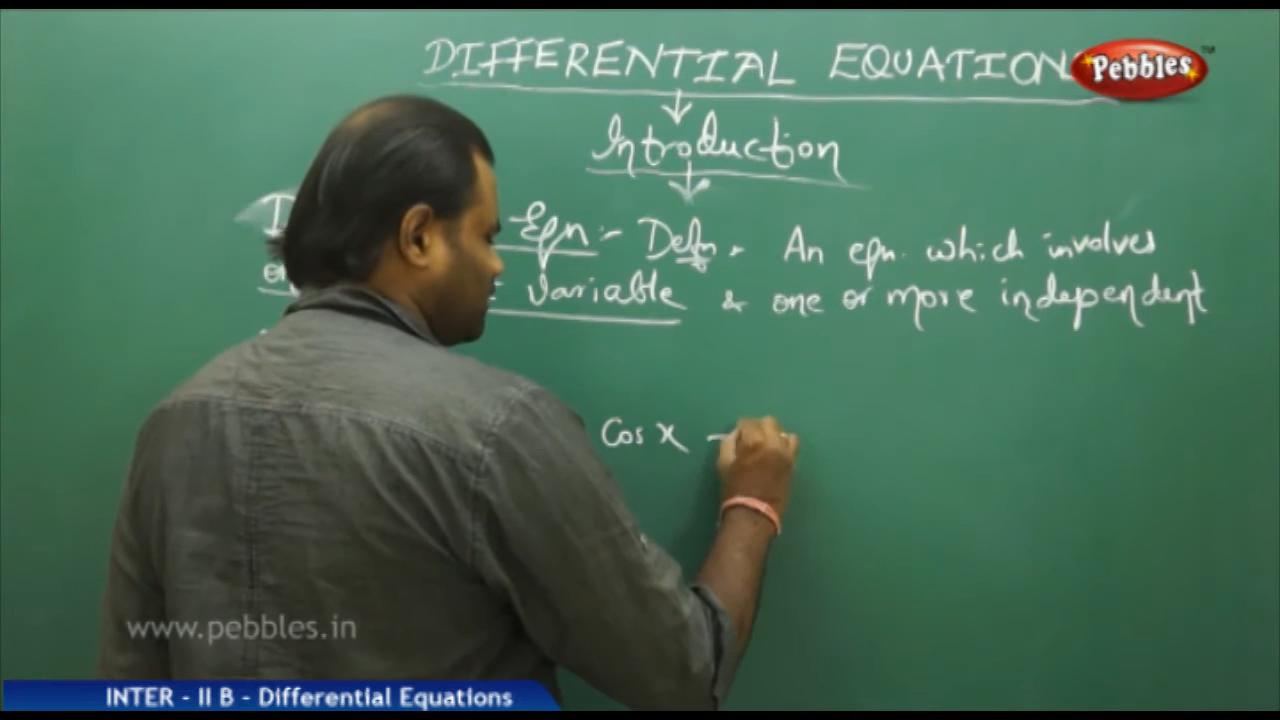 DIFFERENTIAL EQUATION
Pebbles™
Introduction
Eqn :- Defn. An eqn. which involves
variable & one or more independent
Cos x
www.pebbles.in
INTER - II B - Differential Equations